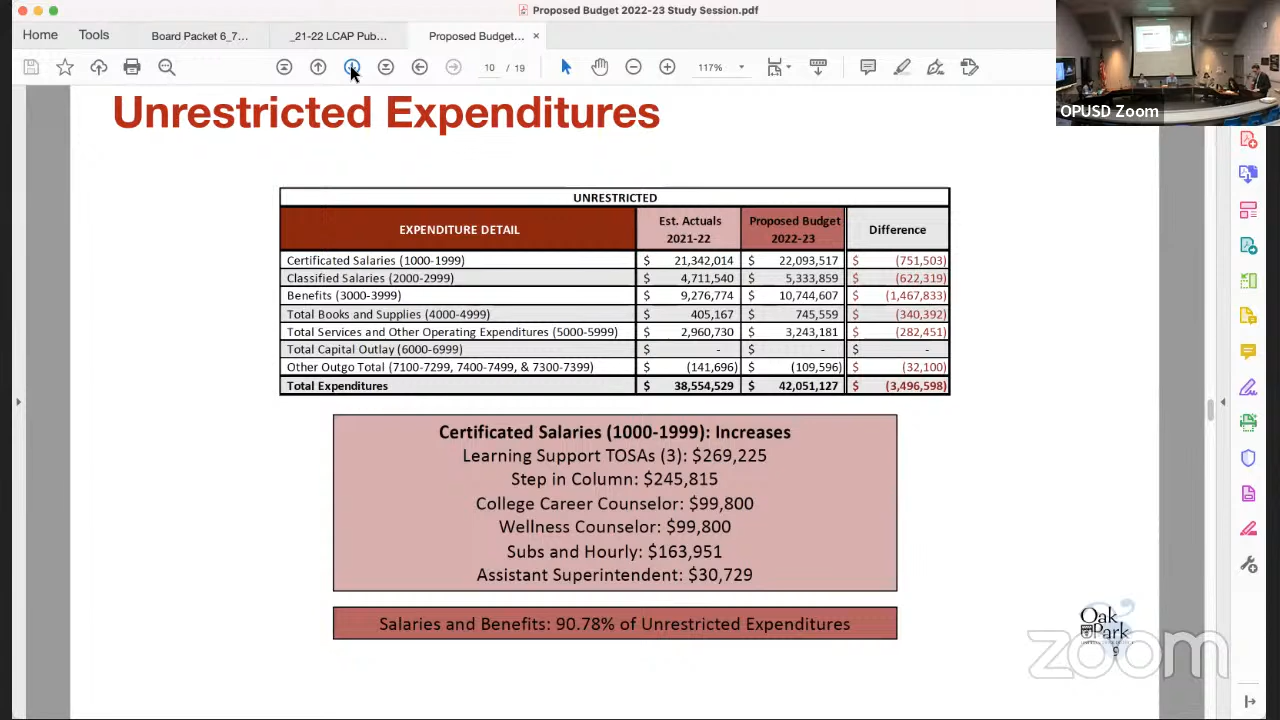 Proposed Budget 2022-23 Study Session.pdf
Home Tools Board Packet 6_7... _21-22 LCAP Pub... Proposed Budget... ×
10 / 19 117%
OPUSD Zoom
Unrestricted Expenditures
UNRESTRICTED
EXPENDITURE DETAIL Est. Actuals 2021-22 Proposed Budget 2022-23 Difference
Certificated Salaries (1000-1999) $ 21,342,014 $ 22,093,517 $ (751,503)
Classified Salaries (2000-2999) $ 4,711,540 $ 5,333,859 $ (622,319)
Benefits (3000-3999) $ 9,276,774 $ 10,744,607 $ (1,467,833)
Total Books and Supplies (4000-4999) $ 405,167 $ 745,559 $ (340,392)
Total Services and Other Operating Expenditures (5000-5999) $ 2,960,730 $ 3,243,181 $ (282,451)
Total Capital Outlay (6000-6999) $ - $ - $ -
Other Outgo Total (7100-7299, 7400-7499, & 7300-7399) $ (141,696) $ (109,596) $ (32,100)
Total Expenditures $ 38,554,529 $ 42,051,127 $ (3,496,598)
Certificated Salaries (1000-1999): Increases
Learning Support TOSAs (3): $269,225
Step in Column: $245,815
College Career Counselor: $99,800
Wellness Counselor: $99,800
Subs and Hourly: $163,951
Assistant Superintendent: $30,729
Salaries and Benefits: 90.78% of Unrestricted Expenditures
Oak
Park
9
zoom